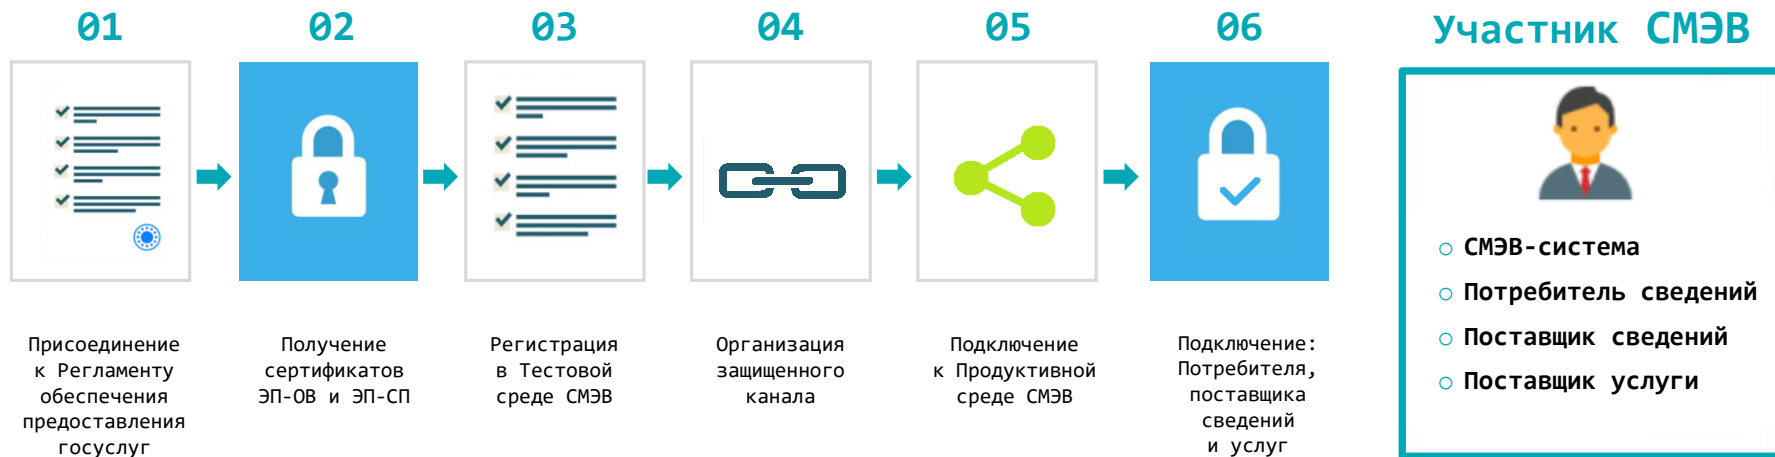 01
02
03
04
05
06
Участник СМЭВ
Присоединение
к Регламенту
обеспечения
предоставления
госуслуг
Получение
сертификатов
ЭП-ОВ и ЭП-СП
Регистрация
в Тестовой
среде СМЭВ
Организация
защищенного
канала
Подключение
к Продуктивной
среде СМЭВ
Подключение:
Потребителя,
поставщика
сведений
и услуг
СМЭВ-система
Потребитель сведений
Поставщик сведений
Поставщик услуги